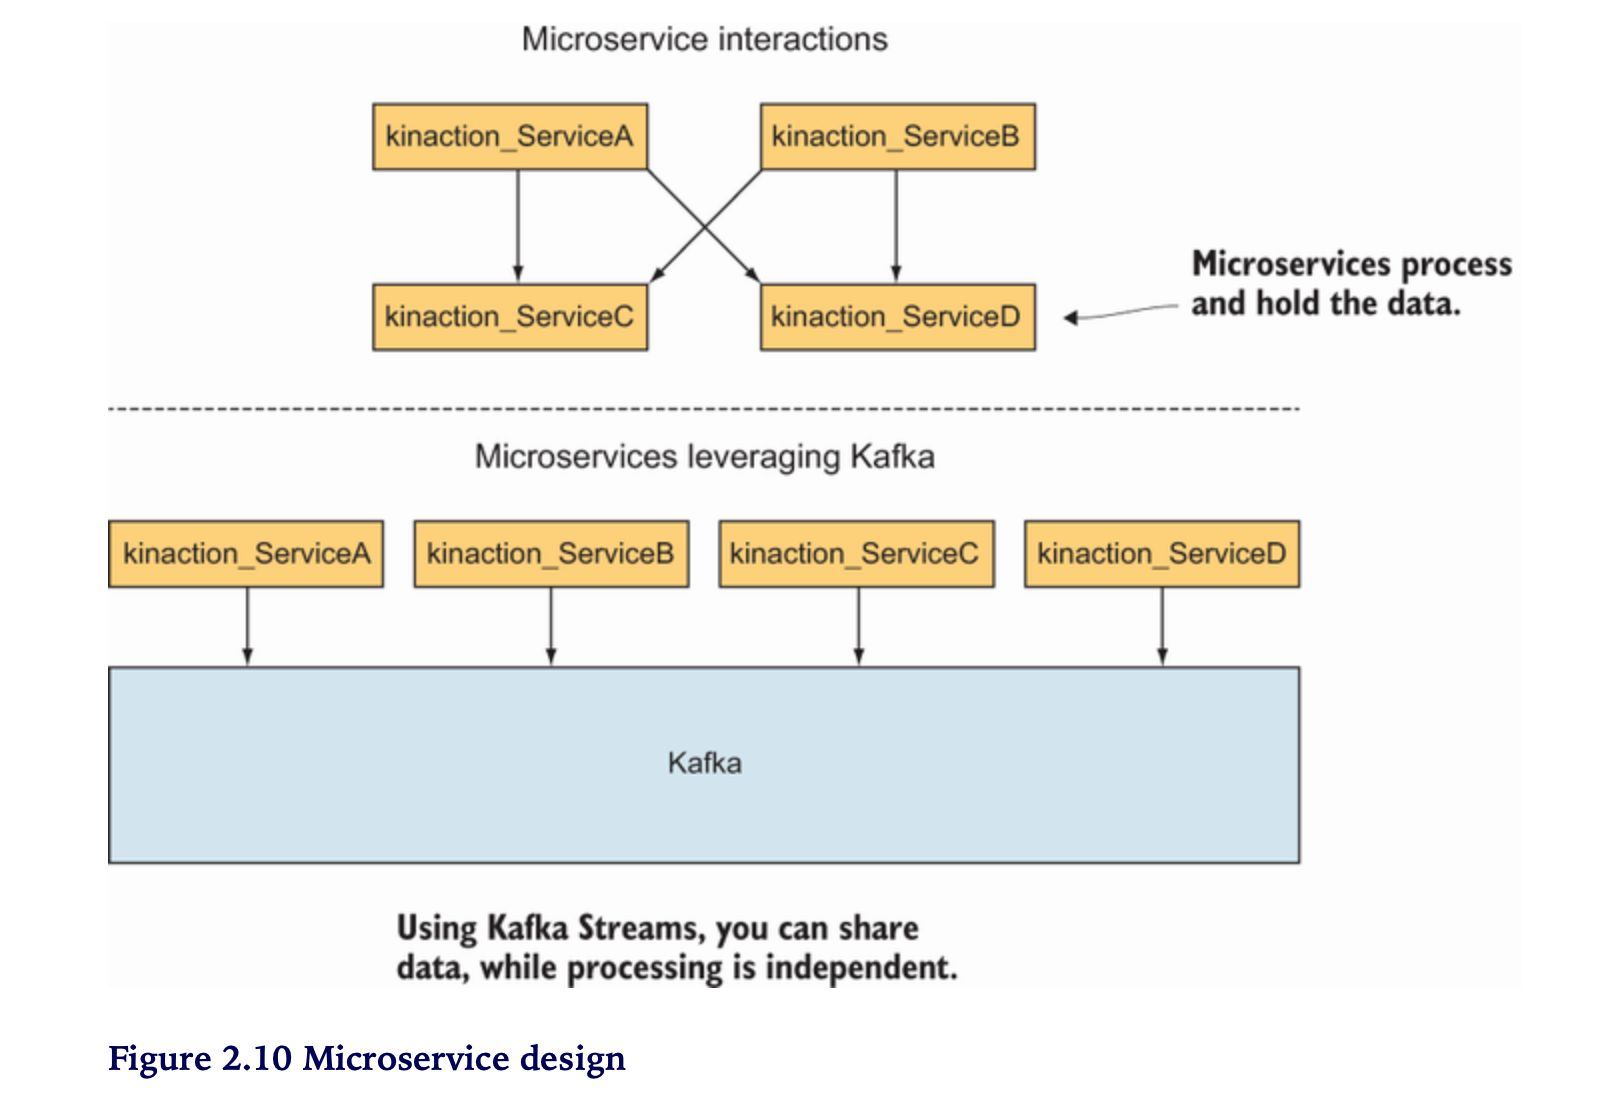 Microservice interactions
kinaction_ServiceA
kinaction_ServiceB
kinaction_ServiceC
kinaction_ServiceD
Microservices process
and hold the data.
Microservices leveraging Kafka
kinaction_ServiceA
kinaction_ServiceB
kinaction_ServiceC
kinaction_ServiceD
Kafka
Using Kafka Streams, you can share
data, while processing is independent.
Figure 2.10 Microservice design